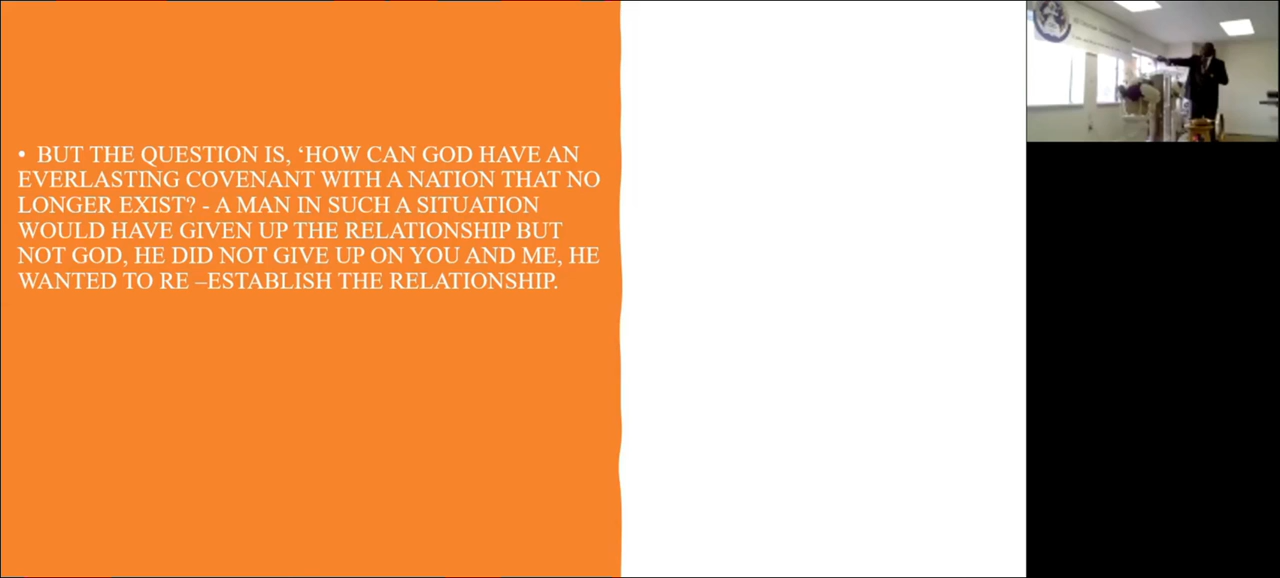 • BUT THE QUESTION IS, ‘HOW CAN GOD HAVE AN
EVERLASTING COVENANT WITH A NATION THAT NO
LONGER EXIST? - A MAN IN SUCH A SITUATION
WOULD HAVE GIVEN UP THE RELATIONSHIP BUT
NOT GOD, HE DID NOT GIVE UP ON YOU AND ME, HE
WANTED TO RE –ESTABLISH THE RELATIONSHIP.